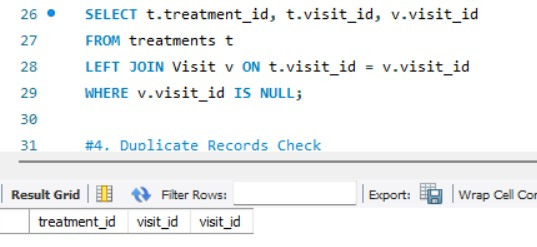 26 SELECT t.treatment_id, t.visit_id, v.visit_id
27 FROM treatments t
28 LEFT JOIN Visit v ON t.visit_id = v.visit_id
29 WHERE v.visit_id IS NULL;
30
31 #4. Duplicate Records Check
Result Grid Filter Rows: Export: Wrap Cell Con
treatment_id visit_id visit_id